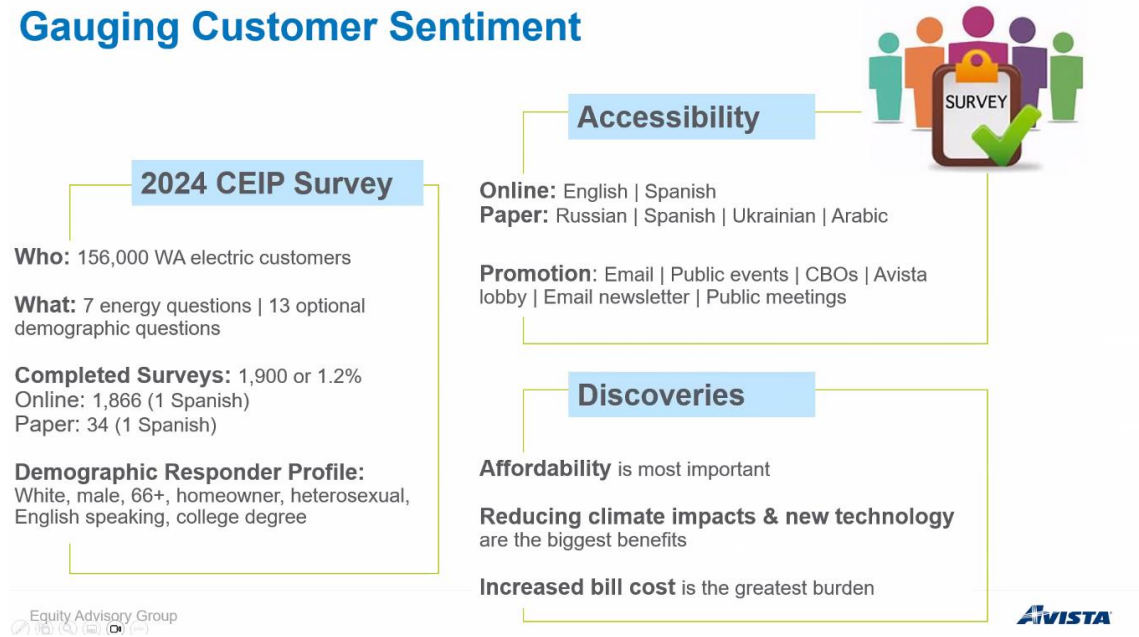 Gauging Customer Sentiment
SURVEY
2024 CEIP Survey
Who: 156,000 WA electric customers
What: 7 energy questions | 13 optional
demographic questions
Completed Surveys: 1,900 or 1.2%
Online: 1,866 (1 Spanish)
Paper: 34 (1 Spanish)
Demographic Responder Profile:
White, male, 66+, homeowner, heterosexual,
English speaking, college degree
Accessibility
Online: English | Spanish
Paper: Russian | Spanish | Ukrainian | Arabic
Promotion: Email | Public events | CBOs | Avista
lobby | Email newsletter | Public meetings
Discoveries
Affordability is most important
Reducing climate impacts & new technology
are the biggest benefits
Increased bill cost is the greatest burden
Equity Advisory Group
AVISTA